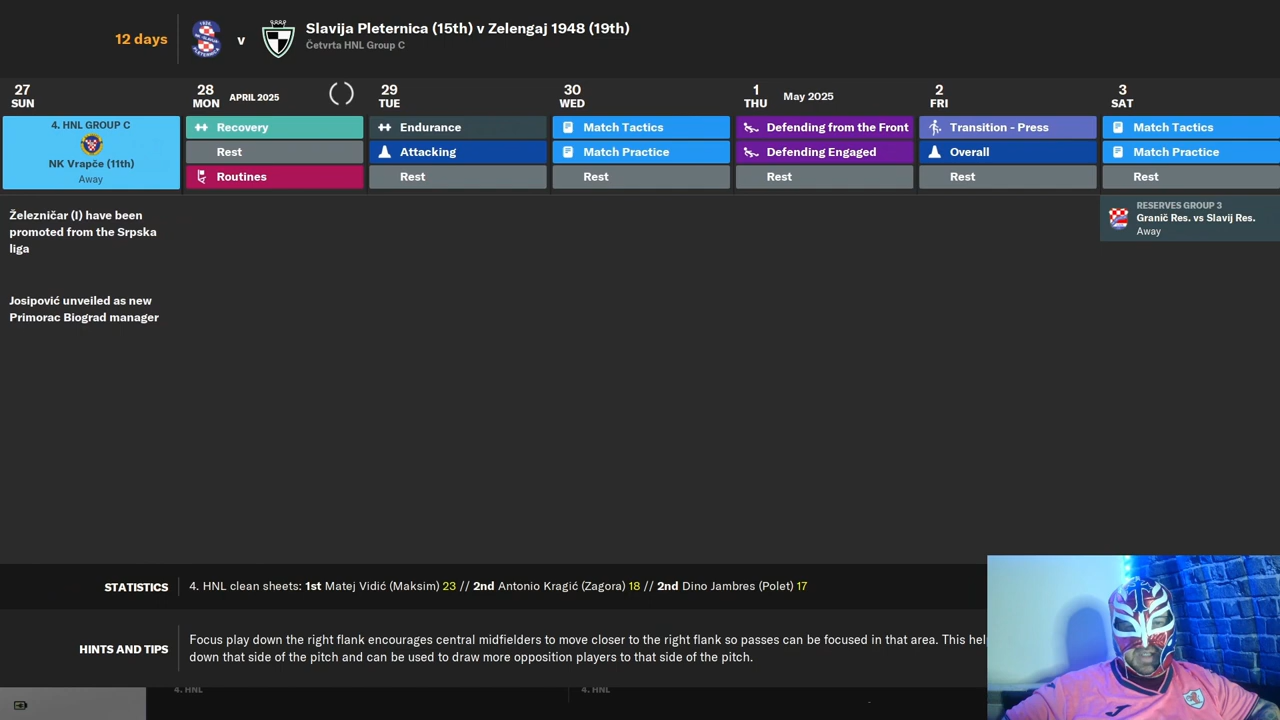 12 days
v
Slavija Pleternica (15th) v Zelengaj 1948 (19th)
Četvrta HNL Group C
27
SUN
28
MON
APRIL 2025
29
TUE
30
WED
1
THU
May 2025
2
FRI
3
SAT
4. HNL GROUP C
NK Vrapče (11th)
Away
Recovery
Rest
Routines
Endurance
Attacking
Rest
Match Tactics
Match Practice
Rest
Defending from the Front
Defending Engaged
Rest
Transition - Press
Overall
Rest
Match Tactics
Match Practice
Rest
Železničar (I) have been
promoted from the Srpska
liga
Josipović unveiled as new
Primorac Biograd manager
RESERVES GROUP 3
Granič Res. vs Slavij Res.
Away
STATISTICS
4. HNL clean sheets: 1st Matej Vidić (Maksim) 23 // 2nd Antonio Kragić (Zagora) 18 // 2nd Dino Jambres (Polet) 17
HINTS AND TIPS
Focus play down the right flank encourages central midfielders to move closer to the right flank so passes can be focused in that area. This
down that side of the pitch and can be used to draw more opposition players to that side of the pitch.
4. HNL
4. HNL